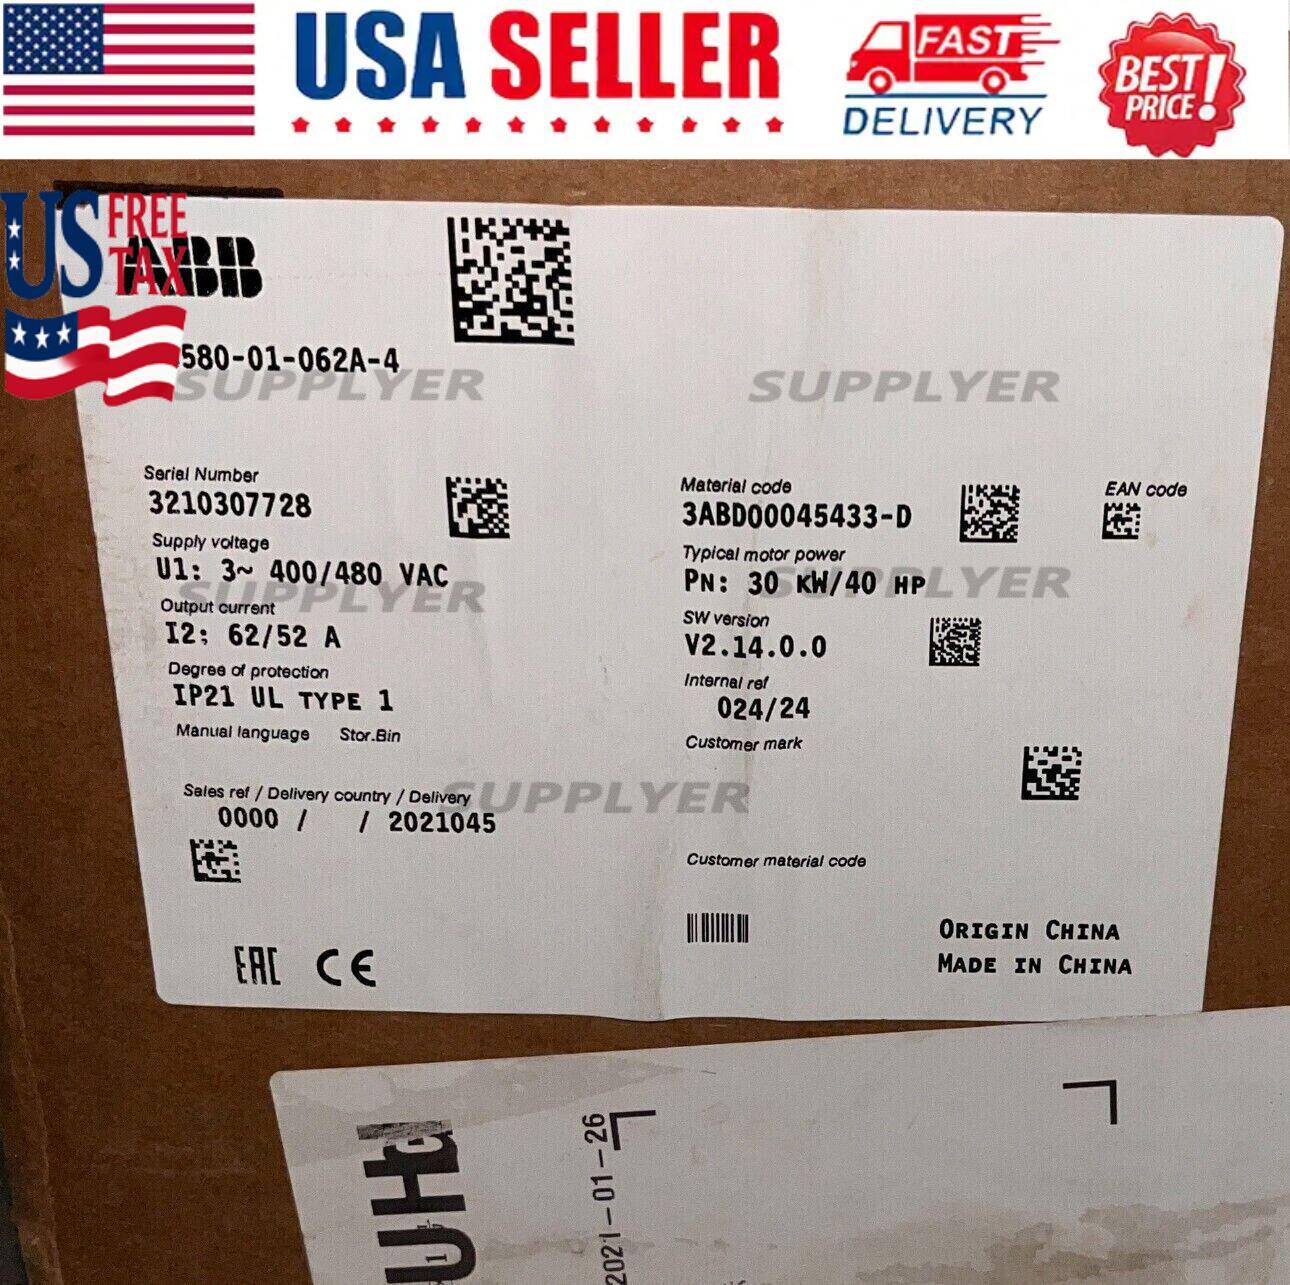 USA SELLER
FAST
DELIVERY
BEST
PRICE!
US FREE
TAX
ABB
580-01-062A-4
SUPPLYER
SUPPLYER
Serial Number
3210307728
Material code
3ABD00045433-D
EAN code
Supply voltage
U1: 3~ 400/480 VAC
Typical motor power
PN: 30 kW/40 HP
SUPPLYER
SUPPLYER
Output current
I2: 62/52 A
SW version
V2.14.0.0
Degree of protection
IP21 UL TYPE 1
Internal ref
024/24
Manual language Stor.Bin
Customer mark
Sales ref / Delivery country / Delivery
0000 / / 2021045
SUPPLYER
Customer material code
ORIGIN CHINA
MADE IN CHINA
EAC CE
2021-01-26